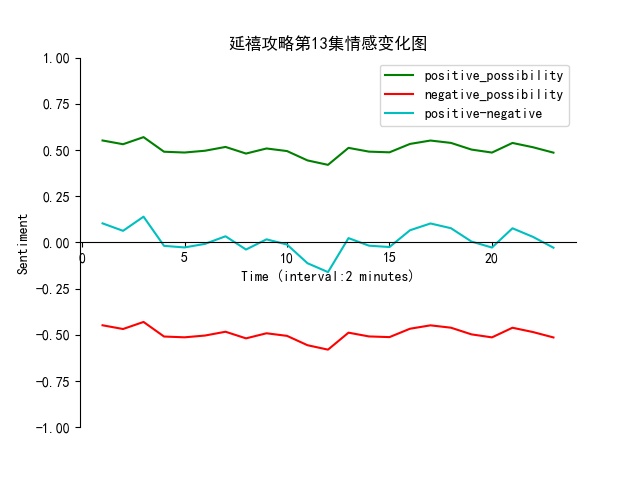 延禧攻略第13集情感变化图
1.00
positive_possibility
0.75
negative_possibility
positive-negative
0.50
0.25
Sentiment
0.00
0
5
10
15
20
Time (interval:2 minutes)
−0.25
−0.50
−0.75
−1.00